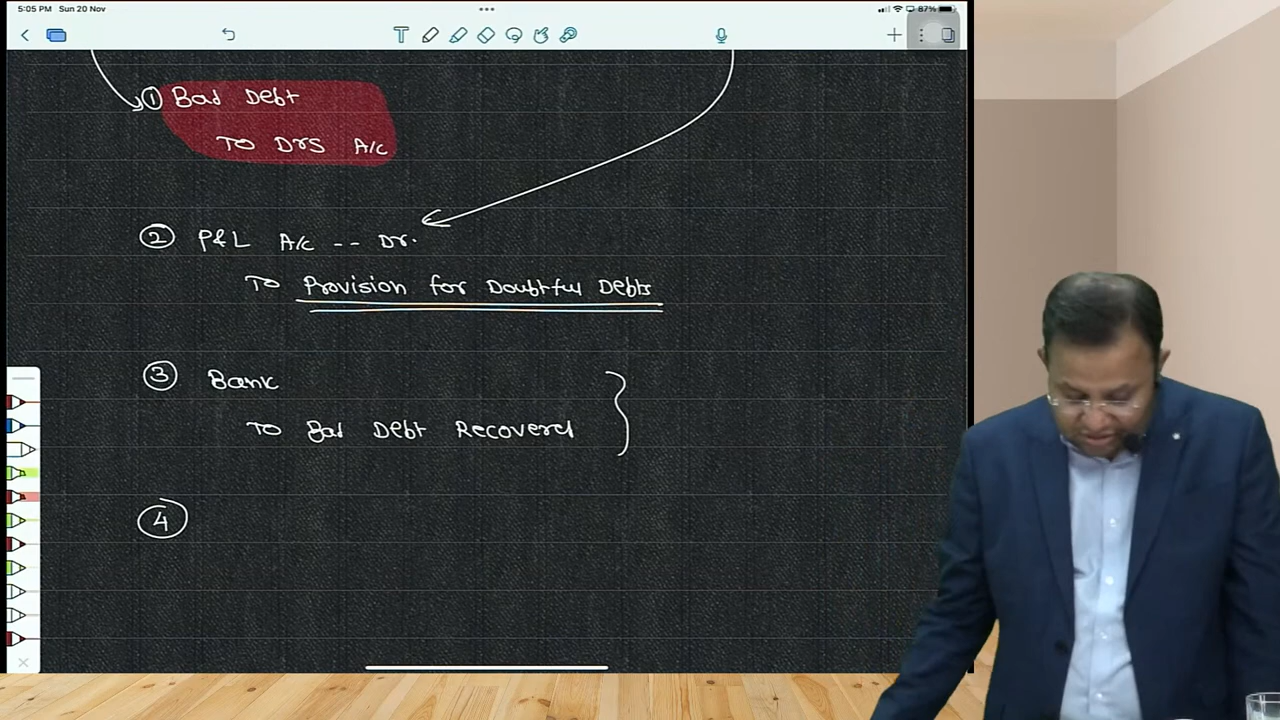 5:05 PM Sun 20 Nov
87%
① Bad Debt
To Drs A/c
② P&L A/c -- Dr.
To Provision for Doubtful Debts
③ Bank
To Bad Debt Recovered
④